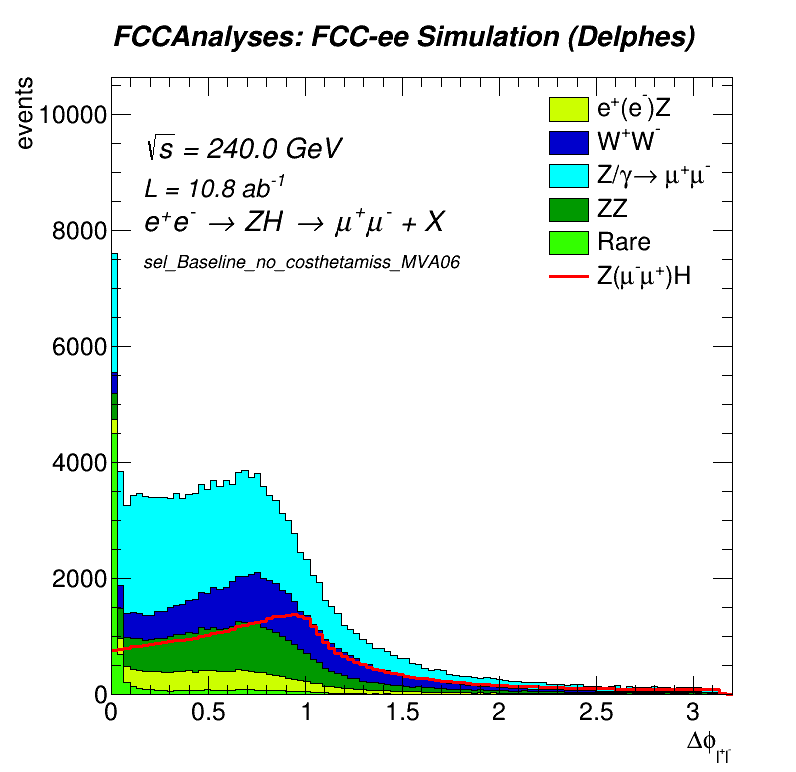 FCCAnalyses: FCC-ee Simulation (Delphes)
events
10000
8000
6000
4000
2000
0
√s = 240.0 GeV
L = 10.8 ab⁻¹
e⁺e⁻ → ZH → μ⁺μ⁻ + X
sel_Baseline_no_costhetamiss_MVA06
e⁺(e⁻)Z
W⁺W⁻
Z/γ→ μ⁺μ⁻
ZZ
Rare
Z(μ⁻μ⁺)H
0 0.5 1 1.5 2 2.5 3
Δϕ l⁺l⁻